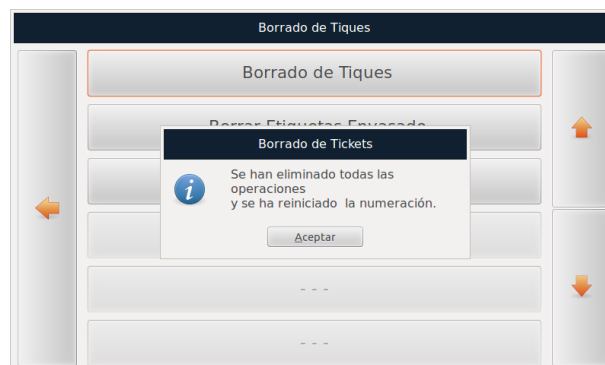 Borrado de Tiques
Borrado de Tiques
Borrar Etiquetas Envasado
Borrado de Tickets
Se han eliminado todas las
operaciones
y se ha reiniciado  la numeración.
Aceptar
- - -
- - -